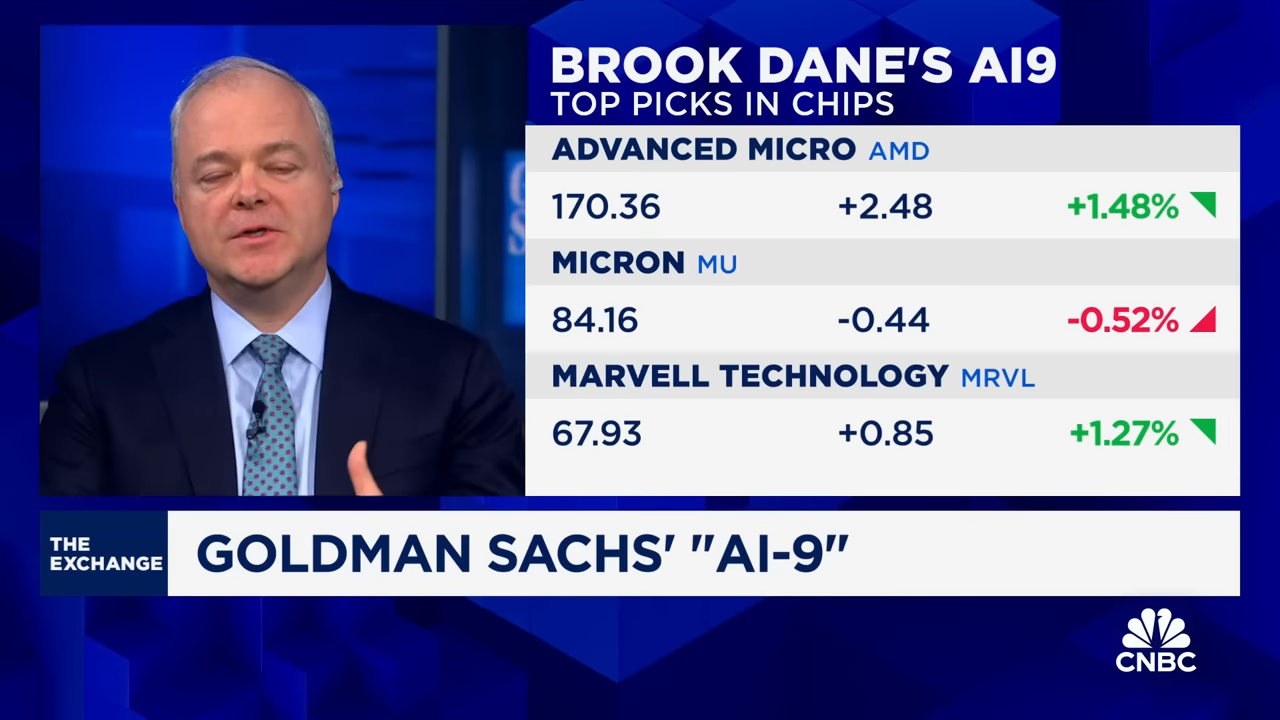 BROOK DANE'S AI9
TOP PICKS IN CHIPS
ADVANCED MICRO AMD
170.36 +2.48 +1.48%
MICRON MU
84.16 -0.44 -0.52%
MARVELL TECHNOLOGY MRVL
67.93 +0.85 +1.27%
THE
EXCHANGE
GOLDMAN SACHS' "AI-9"
CNBC